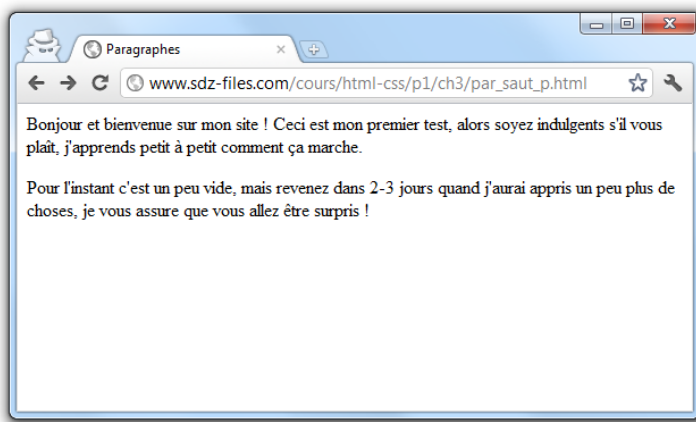 Paragraphes
www.sdz-files.com/cours/html-css/p1/ch3/par_saut_p.html
Bonjour et bienvenue sur mon site ! Ceci est mon premier test, alors soyez indulgents s'il vous
plaît, j'apprends petit à petit comment ça marche.
Pour l'instant c'est un peu vide, mais revenez dans 2-3 jours quand j'aurai appris un peu plus de
choses, je vous assure que vous allez être surpris !